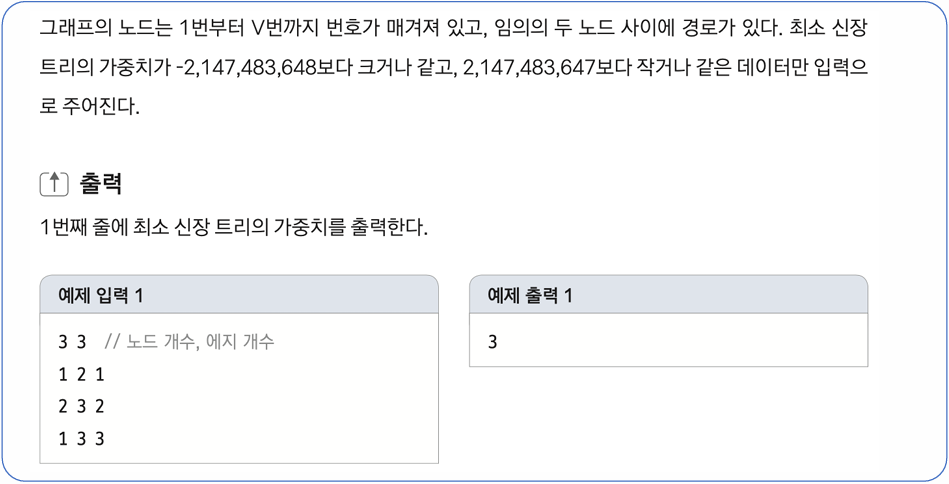 그래프의 노드는 1번부터 V번까지 번호가 매겨져 있고, 임의의 두 노드 사이에 경로가 있다. 최소 신장
트리의 가중치가 -2,147,483,648보다 크거나 같고, 2,147,483,647보다 작거나 같은 데이터만 입력으
로 주어진다.
출력
1번째 줄에 최소 신장 트리의 가중치를 출력한다.
예제 입력 1
3 3 // 노드 개수, 에지 개수
1 2 1
2 3 2
1 3 3
예제 출력 1
3